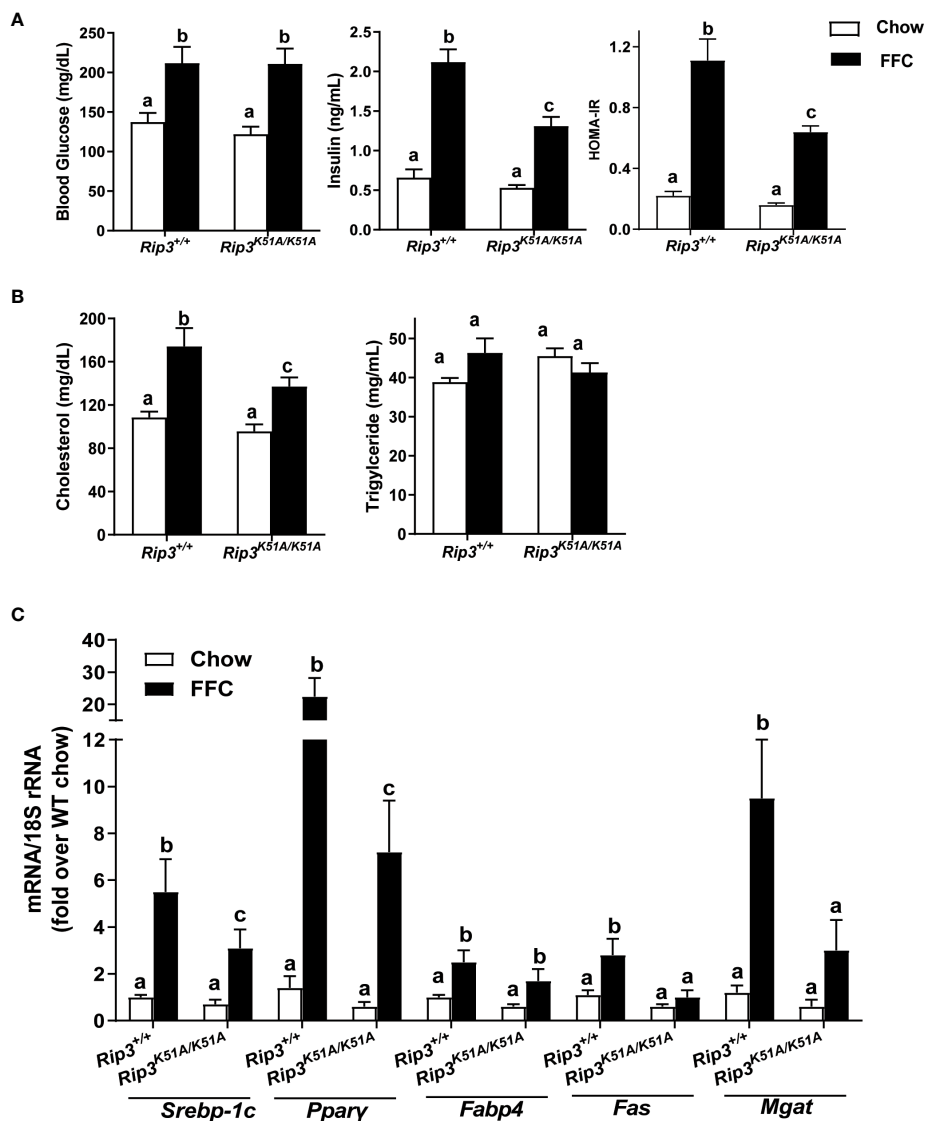 A
Blood Glucose (mg/dL)
250
200
150
100
50
0
a
b
a
b
Rip3+/+
Rip3K51A/K51A
Insulin (ng/mL)
2.5
2.0
1.5
1.0
0.5
0.0
a
b
a
c
Rip3+/+
Rip3K51A/K51A
HOMA-IR
1.2
0.8
0.4
0.0
a
b
a
c
Rip3+/+
Rip3K51A/K51A
Chow
FFC
B
Cholesterol (mg/dL)
200
160
120
80
40
0
a
b
a
c
Rip3+/+
Rip3K51A/K51A
Trigylceride (mg/mL)
50
40
30
20
10
0
a
a
a
a
Rip3+/+
Rip3K51A/K51A
C
mRNA/18S rRNA
(fold over WT chow)
40
30
20
12
10
8
6
4
2
0
Chow
FFC
a
b
a
c
a
b
a
c
a
b
a
b
a
b
a
a
a
b
a
a
Rip3+/+
Rip3K51A/K51A
Rip3+/+
Rip3K51A/K51A
Rip3+/+
Rip3K51A/K51A
Rip3+/+
Rip3K51A/K51A
Rip3+/+
Rip3K51A/K51A
Srebp-1c
Pparγ
Fabp4
Fas
Mgat